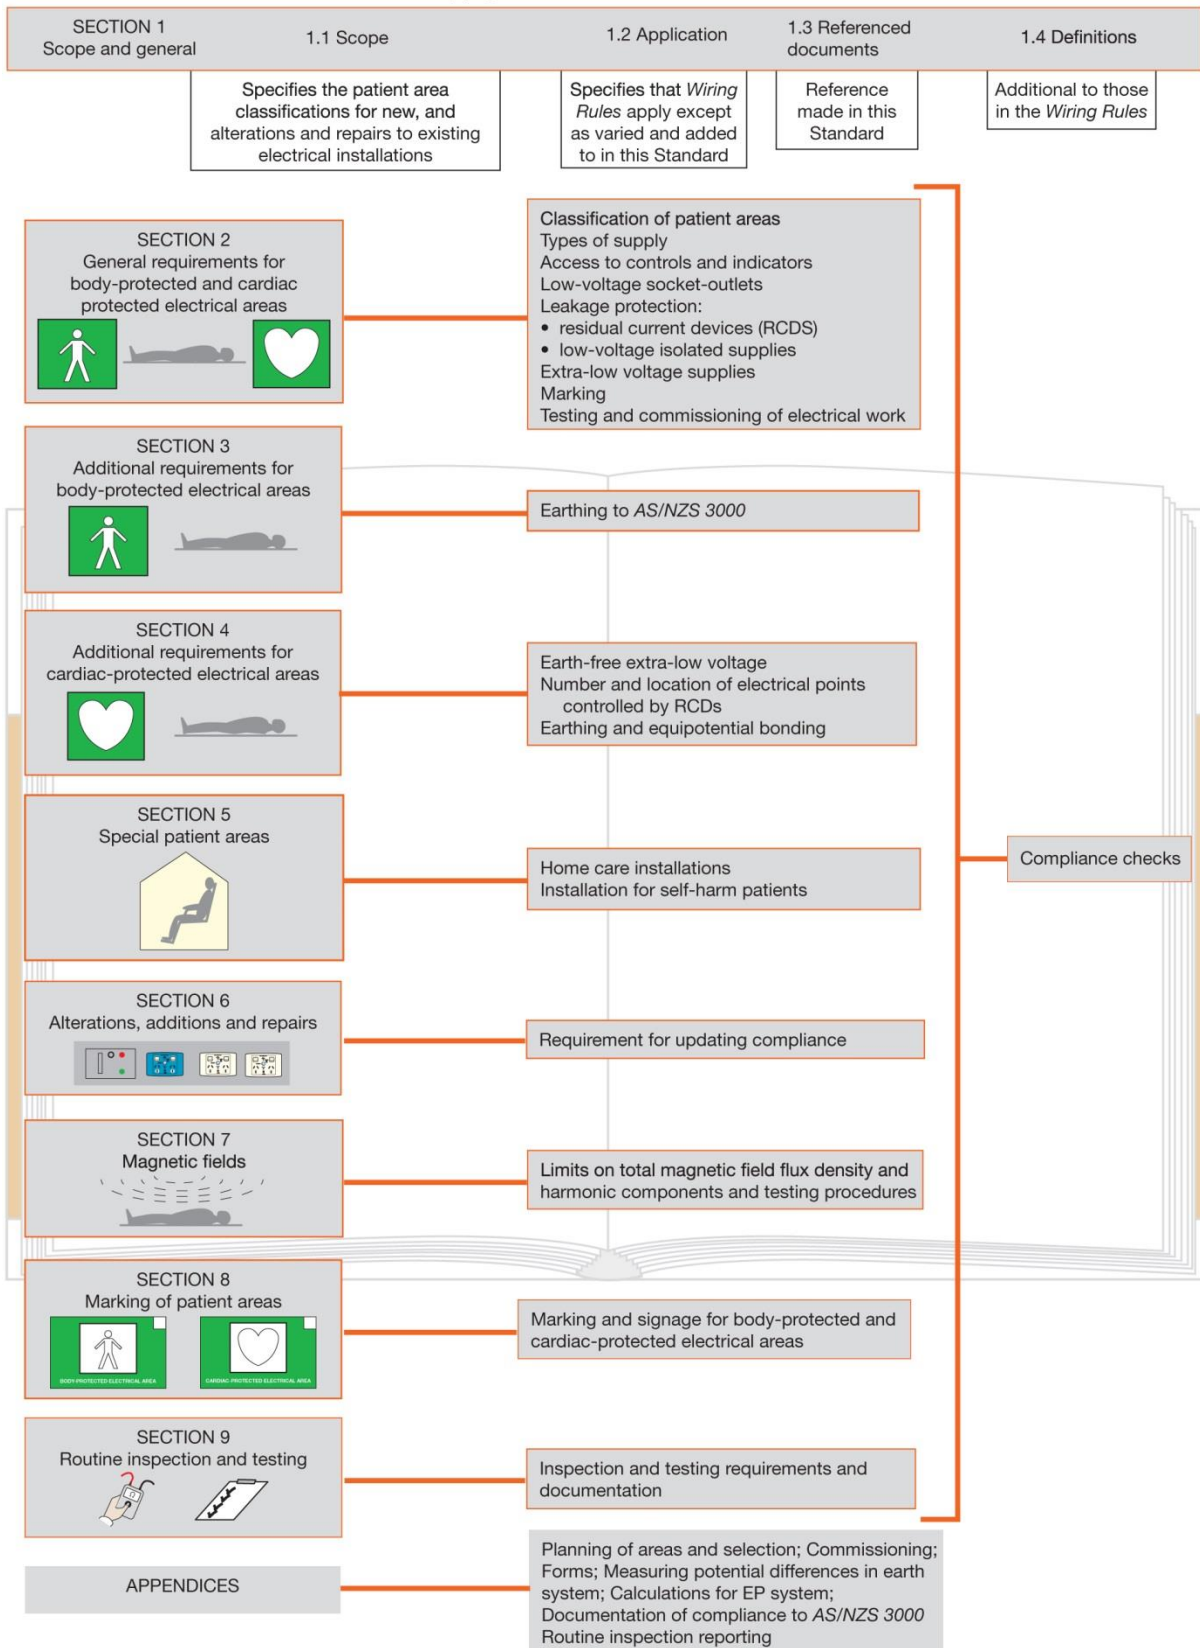 SECTION 1
Scope and general
1.1 Scope
1.2 Application
1.3 Referenced
documents
1.4 Definitions
Specifies the patient area
classifications for new, and
alterations and repairs to existing
electrical installations
Specifies that Wiring
Rules apply except
as varied and added
to in this Standard
Reference
made in this
Standard
Additional to those
in the Wiring Rules
SECTION 2
General requirements for
body-protected and cardiac
protected electrical areas
Classification of patient areas
Types of supply
Access to controls and indicators
Low-voltage socket-outlets
Leakage protection:
• residual current devices (RCDS)
• low-voltage isolated supplies
Extra-low voltage supplies
Marking
Testing and commissioning of electrical work
SECTION 3
Additional requirements for
body-protected electrical areas
Earthing to AS/NZS 3000
SECTION 4
Additional requirements for
cardiac-protected electrical areas
Earth-free extra-low voltage
Number and location of electrical points
controlled by RCDs
Earthing and equipotential bonding
SECTION 5
Special patient areas
Home care installations
Installation for self-harm patients
Compliance checks
SECTION 6
Alterations, additions and repairs
Requirement for updating compliance
SECTION 7
Magnetic fields
Limits on total magnetic field flux density and
harmonic components and testing procedures
SECTION 8
Marking of patient areas
BODY-PROTECTED ELECTRICAL AREA
CARDIAC-PROTECTED ELECTRICAL AREA
Marking and signage for body-protected and
cardiac-protected electrical areas
SECTION 9
Routine inspection and testing
Inspection and testing requirements and
documentation
APPENDICES
Planning of areas and selection; Commissioning;
Forms; Measuring potential differences in earth
system; Calculations for EP system;
Documentation of compliance to AS/NZS 3000
Routine inspection reporting